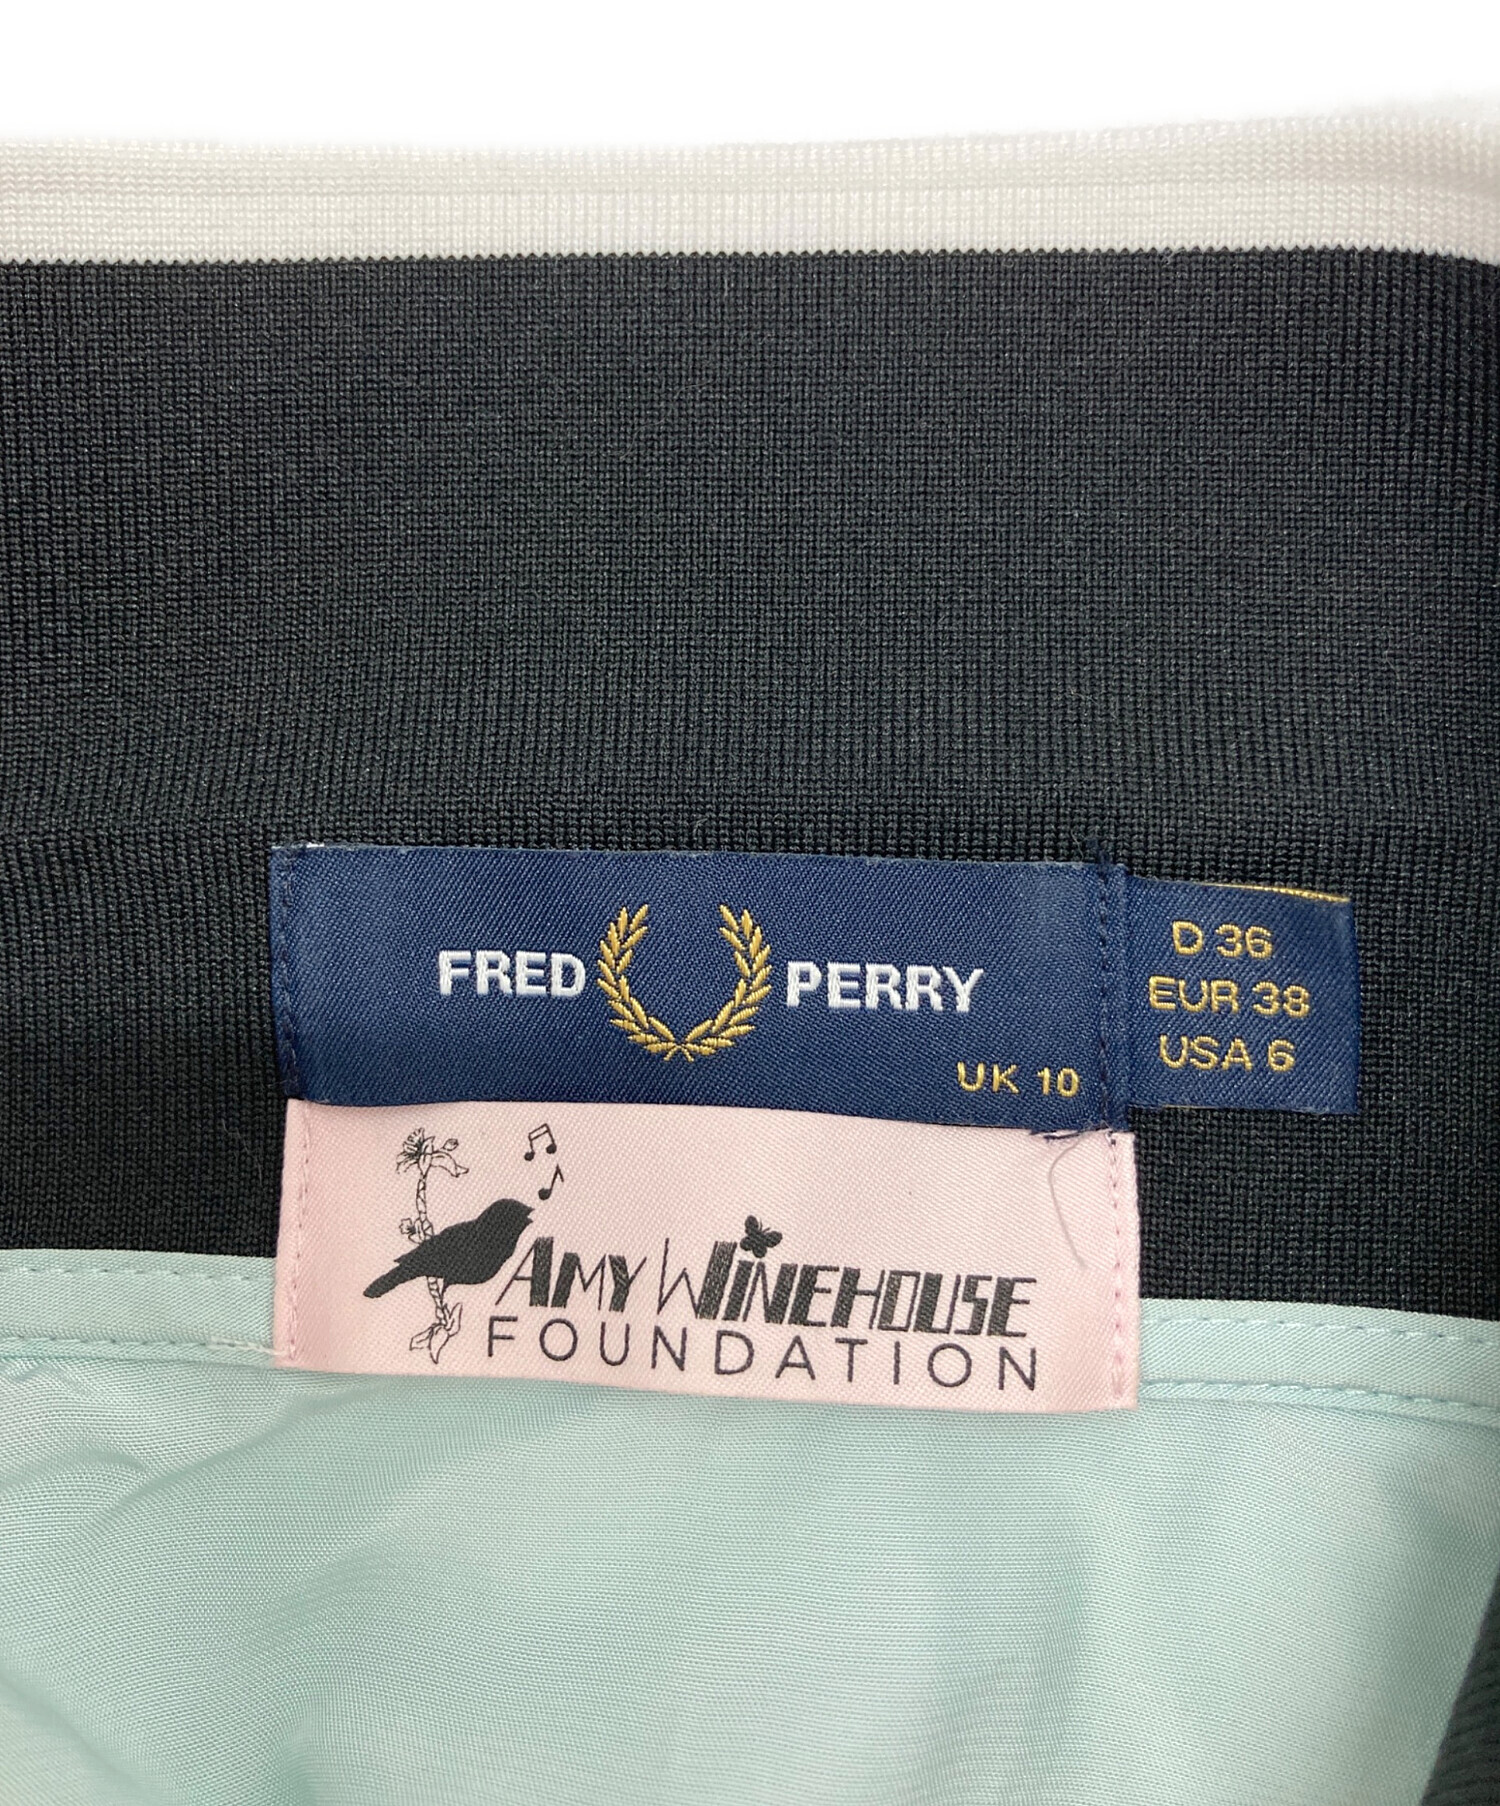 FRED PERRY
UK 10
D 36
EUR 38
USA 6
AMY WINEHOUSE
FOUNDATION